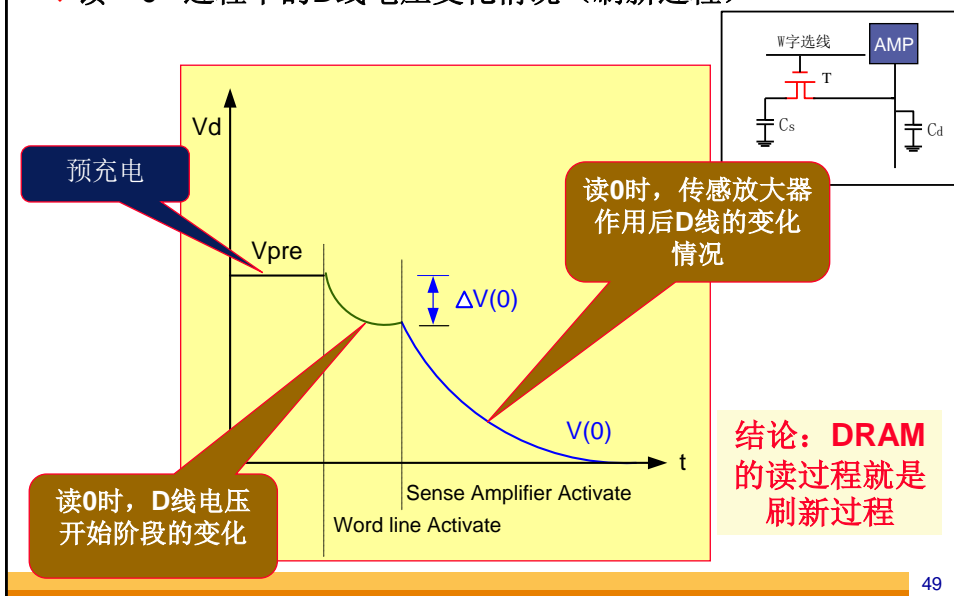 W字选线
AMP
T
Cs
Cd
Vd
预充电
Vpre
读0时，传感放大器
作用后D线的变化
情况
ΔV(0)
V(0)
t
读0时，D线电压
开始阶段的变化
Sense Amplifier Activate
Word line Activate
结论：DRAM
的读过程就是
刷新过程
49